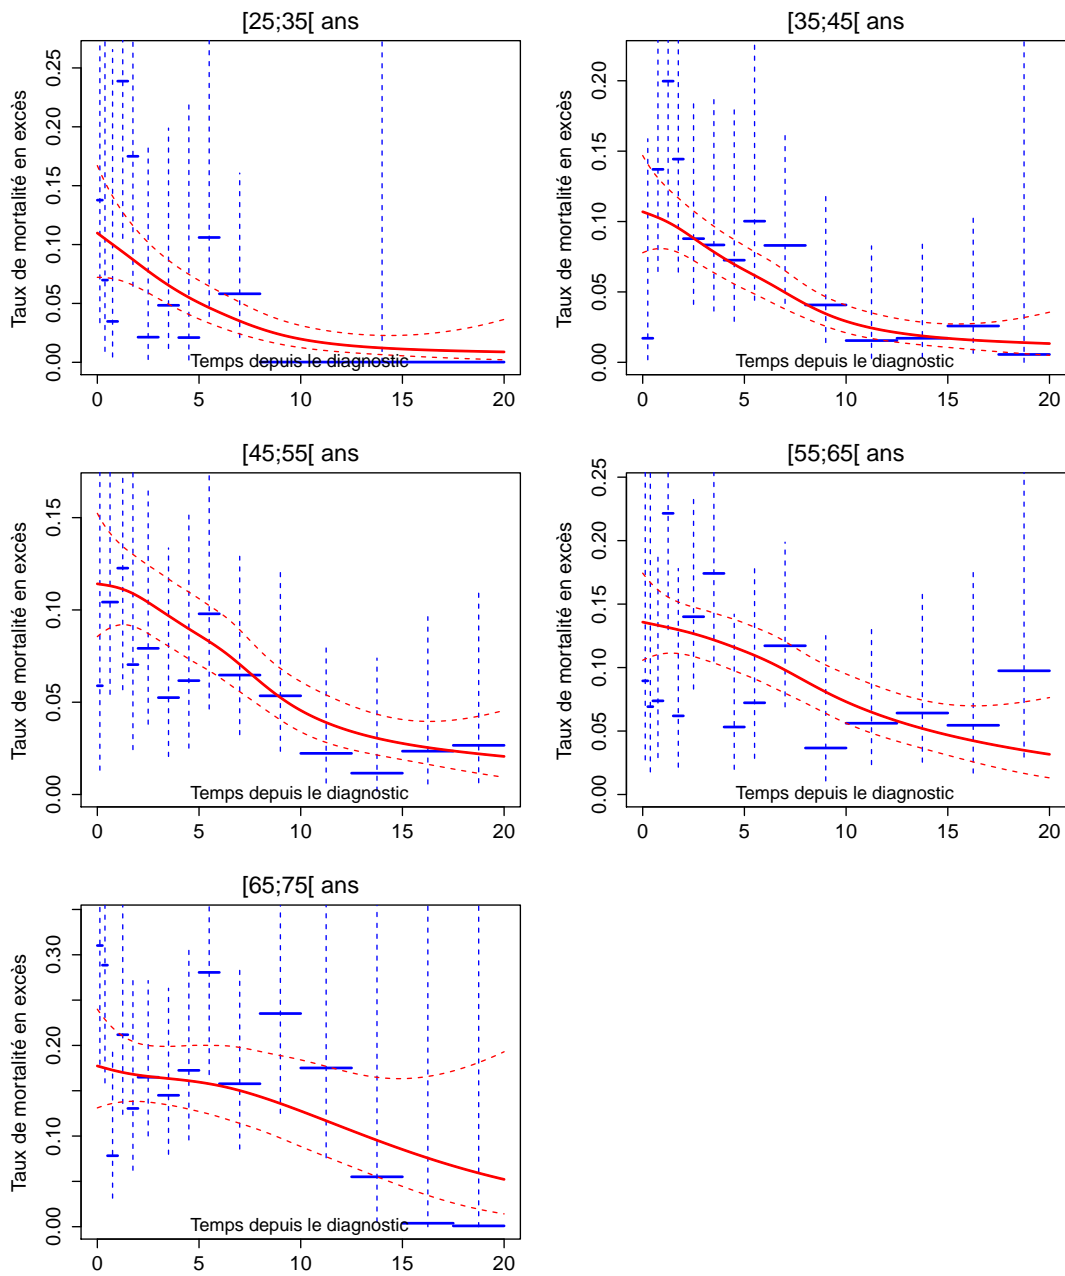 [25;35[ ans
Taux de mortalité en excès
0.00 0.05 0.10 0.15 0.20 0.25
Temps depuis le diagnostic
0 5 10 15 20
[35;45[ ans
Taux de mortalité en excès
0.00 0.05 0.10 0.15 0.20
Temps depuis le diagnostic
0 5 10 15 20
[45;55[ ans
Taux de mortalité en excès
0.00 0.05 0.10 0.15
Temps depuis le diagnostic
0 5 10 15 20
[55;65[ ans
Taux de mortalité en excès
0.00 0.05 0.10 0.15 0.20 0.25
Temps depuis le diagnostic
0 5 10 15 20
[65;75[ ans
Taux de mortalité en excès
0.00 0.10 0.20 0.30
Temps depuis le diagnostic
0 5 10 15 20